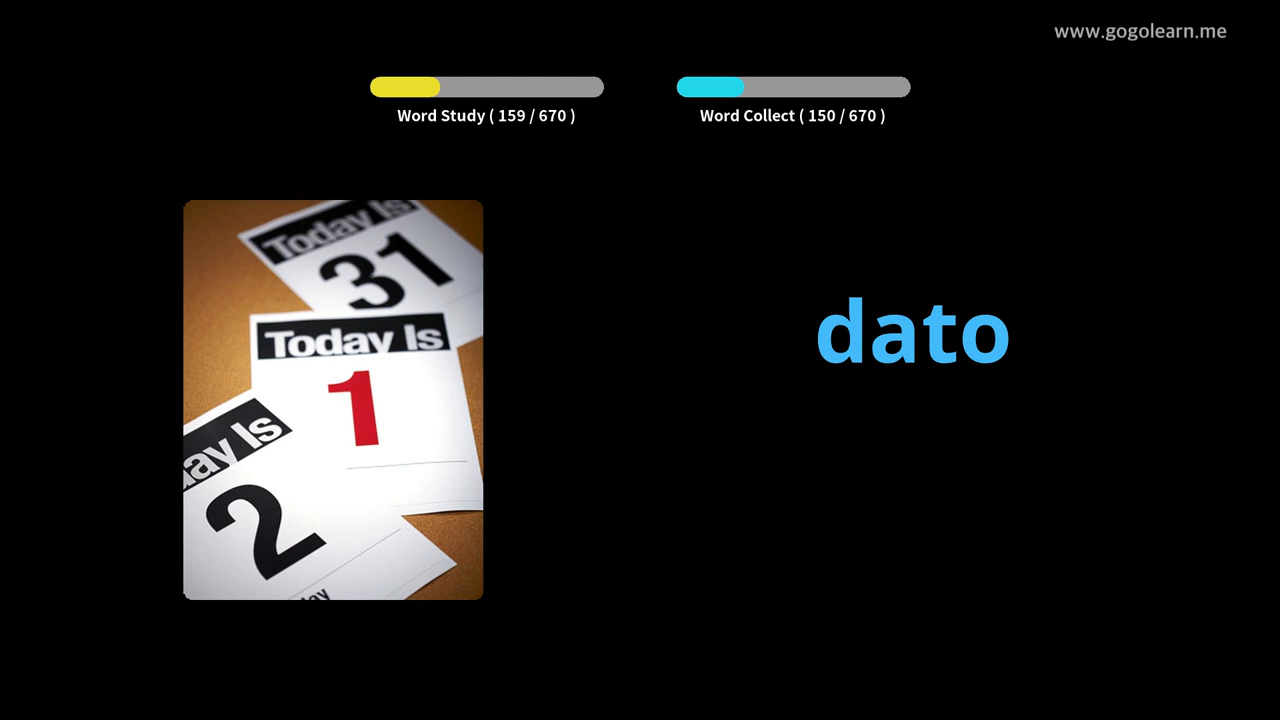 www.gogolearn.me
Word Study ( 159 / 670 )
Word Collect ( 150 / 670 )
Today Is
31
Today Is
1
ay Is
2
dato